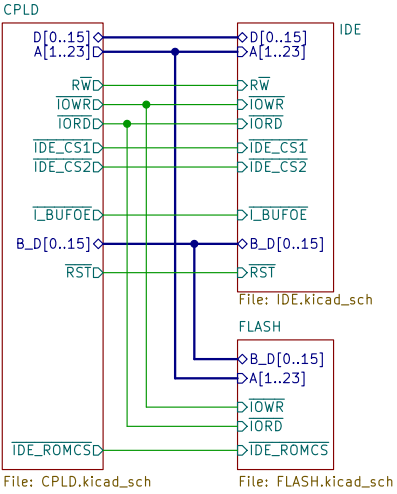 CPLD
D[0..15]
A[1..23]
RW
IOWR
IORD
IDE_CS1
IDE_CS2
I_BUFOE
B_D[0..15]
RST
IDE_ROMCS
File: CPLD.kicad_sch
IDE
D[0..15]
A[1..23]
RW
IOWR
IORD
IDE_CS1
IDE_CS2
I_BUFOE
B_D[0..15]
RST
File: IDE.kicad_sch
FLASH
B_D[0..15]
A[1..23]
IOWR
IORD
IDE_ROMCS
File: FLASH.kicad_sch